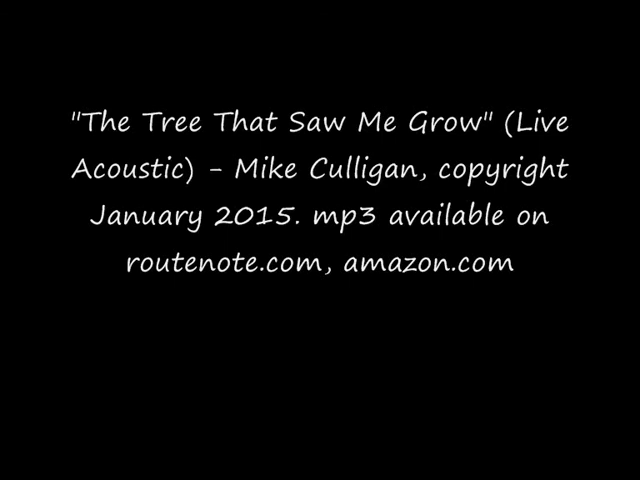 "The Tree That Saw Me Grow" (Live
Acoustic) - Mike Culligan, copyright
January 2015. mp3 available on
routenote.com, amazon.com